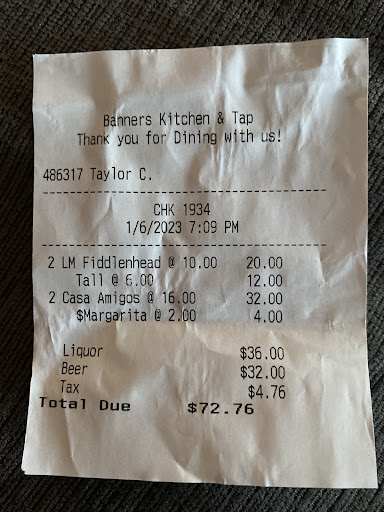 Banners Kitchen & Tap
Thank you for Dining with us!
486317 Taylor C.
CHK 1934
1/6/2023 7:09 PM
2 LM Fiddlenhead @ 10.00 20.00
Tall @ 6.00 12.00
2 Casa Amigos @ 16.00 32.00
$Margarita @ 2.00 4.00
Liquor $36.00
Beer $32.00
Tax $4.76
Total Due $72.76